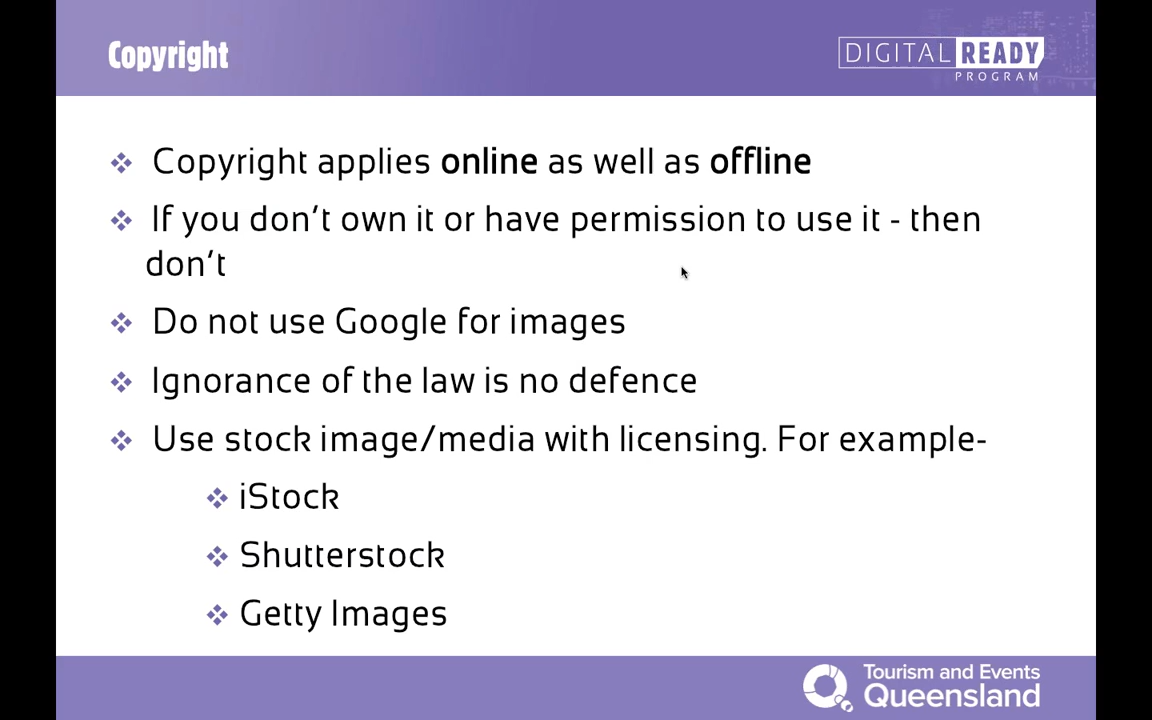 Copyright
DIGITAL READY
PROGRAM
Copyright applies online as well as offline
If you don't own it or have permission to use it - then
don't
Do not use Google for images
Ignorance of the law is no defence
Use stock image/media with licensing. For example-
iStock
Shutterstock
Getty Images
Tourism and Events
Queensland